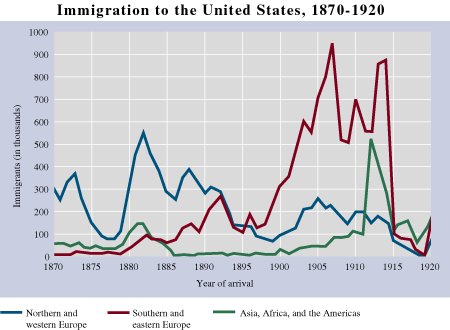 Immigration to the United States, 1870-1920
1000
900
800
700
600
500
400
300
200
100
0
Immigrants (in thousands)
1870 1875 1880 1885 1890 1895 1900 1905 1910 1915 1920
Year of arrival
Northern and
western Europe
Southern and
eastern Europe
Asia, Africa, and the Americas